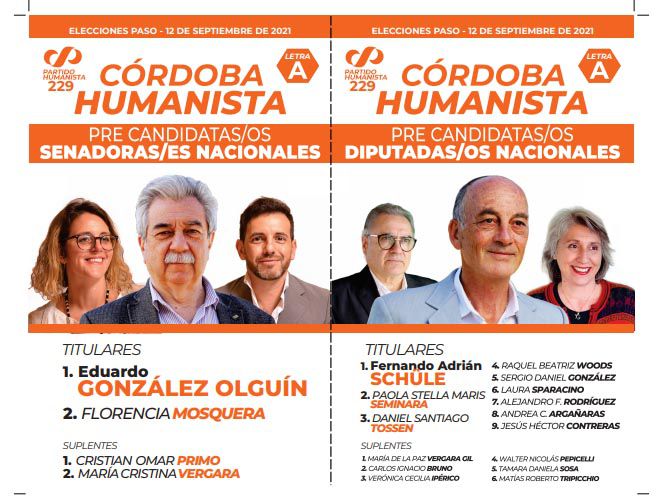 ELECCIONES PASO - 12 DE SEPTIEMBRE DE 2021
PARTIDO
HUMANISTA
229
LETRA
A
CÓRDOBA
HUMANISTA
PRE CANDIDATAS/OS
SENADORAS/ES NACIONALES
TITULARES
1. Eduardo
GONZÁLEZ OLGUÍN
2. FLORENCIA MOSQUERA
SUPLENTES
1. CRISTIAN OMAR PRIMO
2. MARÍA CRISTINA VERGARA
ELECCIONES PASO - 12 DE SEPTIEMBRE DE 2021
PARTIDO
HUMANISTA
229
LETRA
A
CÓRDOBA
HUMANISTA
PRE CANDIDATAS/OS
DIPUTADAS/OS NACIONALES
TITULARES
1. Fernando Adrián
SCHÜLE
2. PAOLA STELLA MARIS
SEMINARA
3. DANIEL SANTIAGO
TOSSEN
4. RAQUEL BEATRIZ WOODS
5. SERGIO DANIEL GONZÁLEZ
6. LAURA SPARACINO
7. ALEJANDRO F. RODRÍGUEZ
8. ANDREA C. ARGAÑARAS
9. JESÚS HÉCTOR CONTRERAS
SUPLENTES
1. MARÍA DE LA PAZ VERGARA GIL
2. CARLOS IGNACIO BRUNO
3. VERÓNICA CECILIA IPÉRICO
4. WALTER NICOLÁS PEPICELLI
5. TAMARA DANIELA SOSA
6. MATÍAS ROBERTO TRIPICCHIO